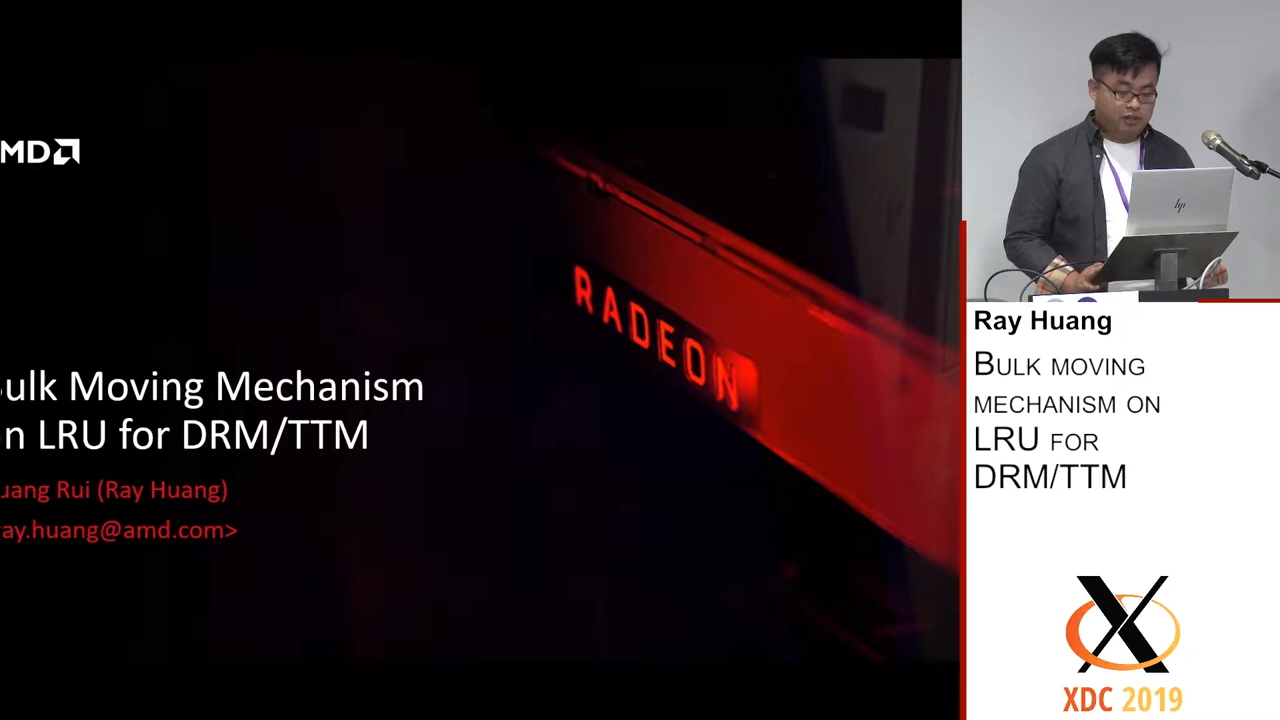 MD
RADEON
ulk Moving Mechanism
n LRU for DRM/TTM
uang Rui (Ray Huang)
ay.huang@amd.com>
hp
Ray Huang
BULK MOVING
MECHANISM ON
LRU FOR
DRM/TTM
XDC 2019